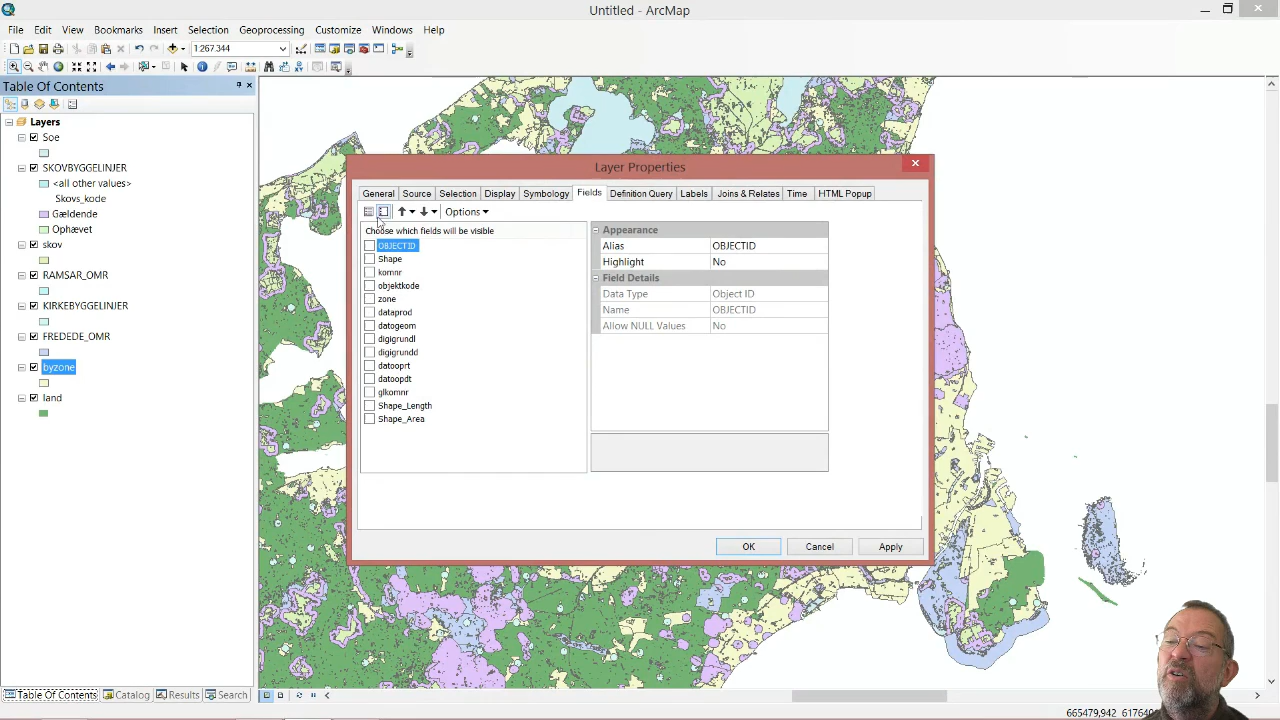 Untitled - ArcMap
File Edit View Bookmarks Insert Selection Geoprocessing Customize Windows Help
1:267.344
Table Of Contents
Layers
Soe
SKOVBYGGELINJER
<all other values>
Skovs_kode
Gældende
Ophævet
skov
RAMSAR_OMR
KIRKEBYGGELINJER
FREDEDE_OMR
byzone
land
Layer Properties
General Source Selection Display Symbology Fields Definition Query Labels Joins & Relates Time HTML Popup
Options
Choose which fields will be visible
OBJECTID
Shape
komnr
objektkode
zone
dataprod
datogeom
digigrundl
digigrundd
datooprt
datoopdt
glkomnr
Shape_Length
Shape_Area
Appearance
Alias OBJECTID
Highlight No
Field Details
Data Type Object ID
Name OBJECTID
Allow NULL Values No
OK Cancel Apply
Table Of Contents Catalog Results Search